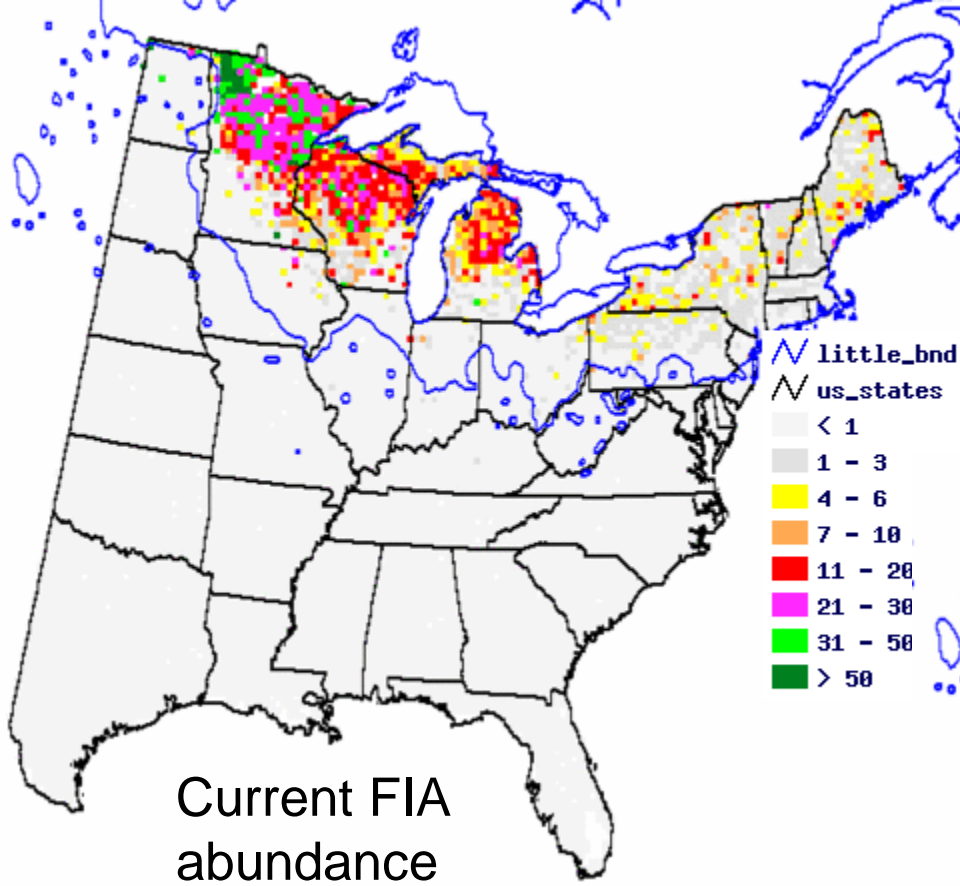 little_bnd
us_states
< 1
1 - 3
4 - 6
7 - 10
11 - 20
21 - 30
31 - 50
> 50
Current FIA
abundance